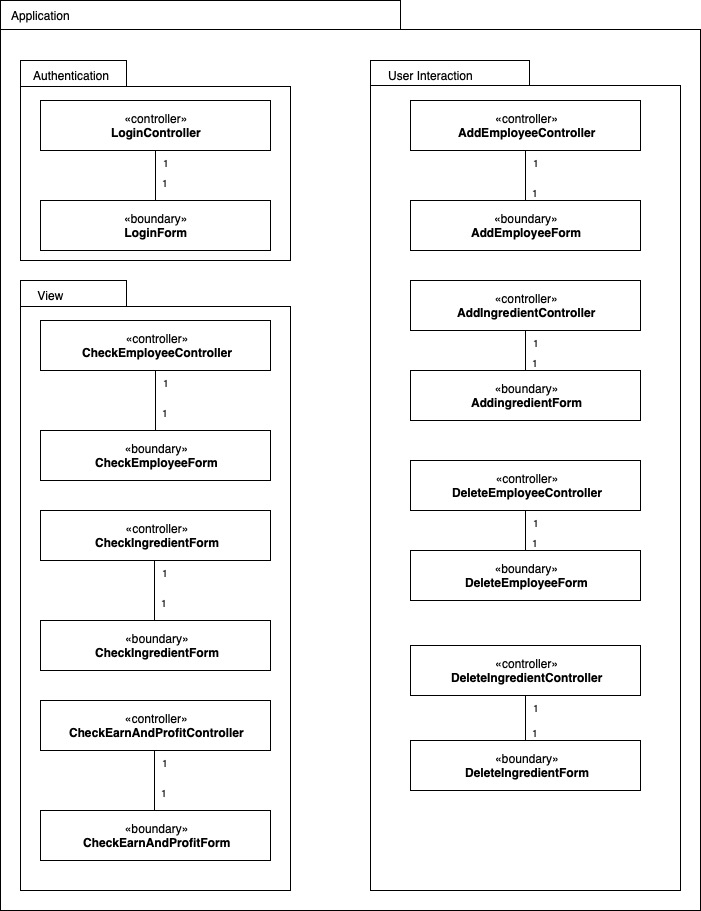 Application
Authentication
«controller»
LoginController
1
1
«boundary»
LoginForm
View
«controller»
CheckEmployeeController
1
1
«boundary»
CheckEmployeeForm
«controller»
CheckIngredientForm
1
1
«boundary»
CheckIngredientForm
«controller»
CheckEarnAndProfitController
1
1
«boundary»
CheckEarnAndProfitForm
User Interaction
«controller»
AddEmployeeController
1
1
«boundary»
AddEmployeeForm
«controller»
AddIngredientController
1
1
«boundary»
AddingredientForm
«controller»
DeleteEmployeeController
1
1
«boundary»
DeleteEmployeeForm
«controller»
DeleteIngredientController
1
1
«boundary»
DeleteIngredientForm